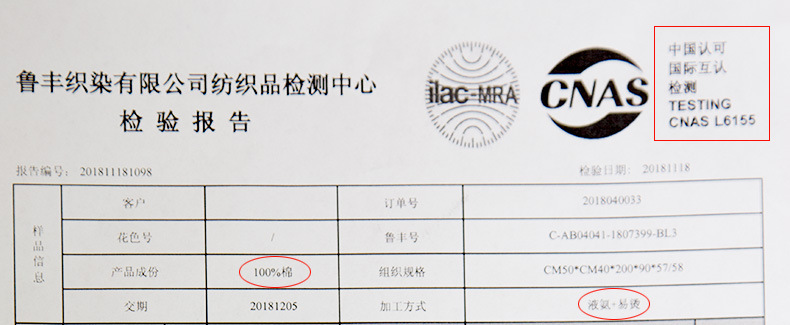 中国认可
国际互认
检测
TESTING
CNAS L6155
ilac-MRA
CNAS
鲁丰织染有限公司纺织品检测中心
检验报告
报告编号: 201811181098
检验日期: 20181118
样品信息
客户
订单号 2018040033
花色号 / 鲁丰号 C-AB04041-1807399-BL3
产品成份 100%棉 组织规格 CM50*CM40*200*90*57/58
交期 20181205 加工方式 液氨+易烫